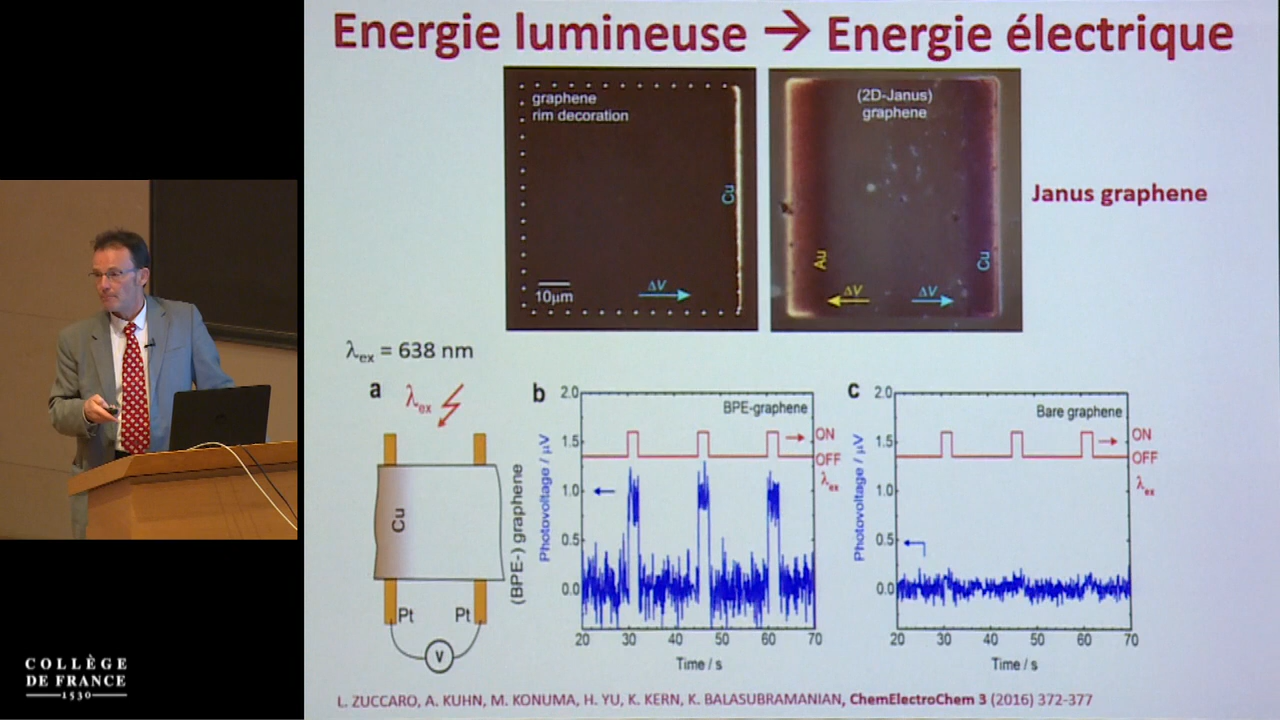 Energie lumineuse → Energie électrique
graphene
rim decoration
Cu
10μm
ΔV
(2D-Janus)
graphene
Au
Cu
ΔV
ΔV
Janus graphene
λex = 638 nm
a
λex
Cu
(BPE-) graphene
Pt
Pt
V
b
BPE-graphene
Photovoltage / μV
2.0
1.5
1.0
0.5
0.0
ON
OFF
λex
20
30
40
50
60
70
Time / s
c
Bare graphene
Photovoltage / μV
2.0
1.5
1.0
0.5
0.0
ON
OFF
λex
20
30
40
50
60
70
Time / s
L. ZUCCARO, A. KUHN, M. KONUMA, H. YU, K. KERN, K. BALASUBRAMANIAN, ChemElectroChem 3 (2016) 372-377
COLLÈGE
DE FRANCE
1530